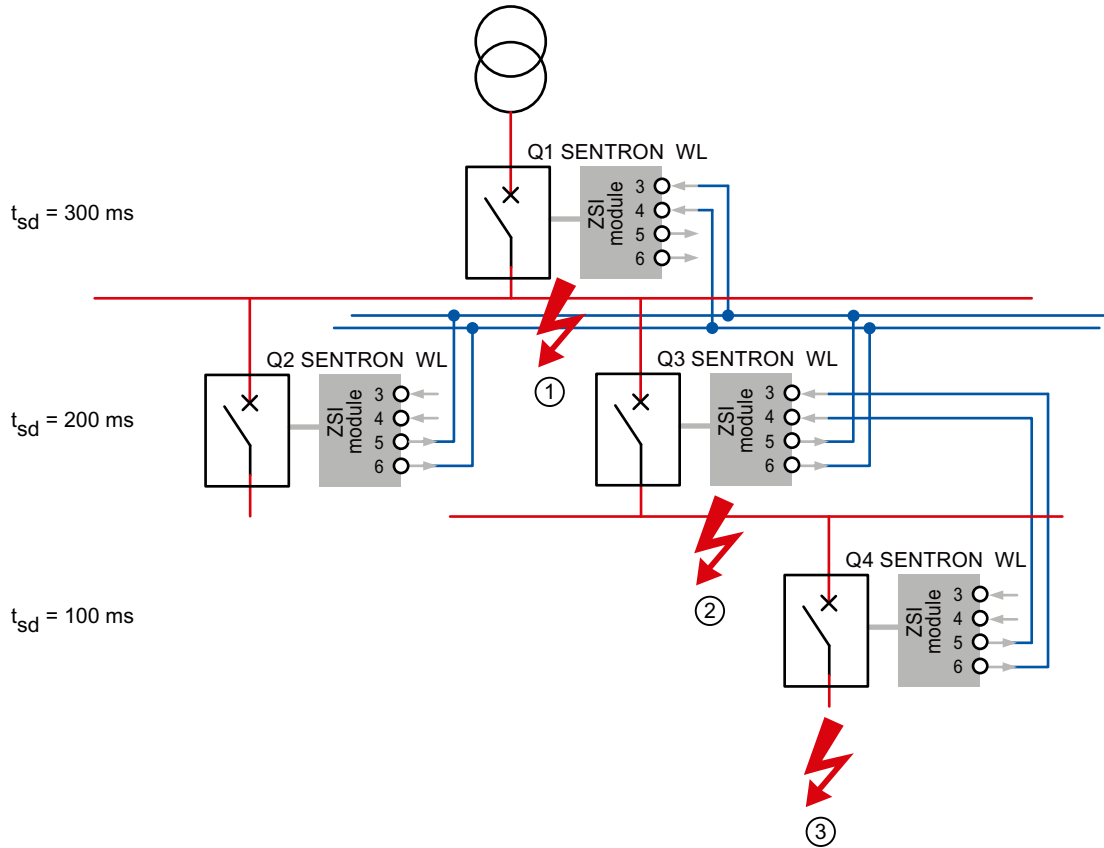 Q1 SENTRON WL
ZSI module
3
4
5
6
t_sd = 300 ms
Q2 SENTRON WL
Q3 SENTRON WL
1
ZSI module
3
4
5
6
ZSI module
3
4
5
6
t_sd = 200 ms
Q4 SENTRON WL
2
ZSI module
3
4
5
6
t_sd = 100 ms
3